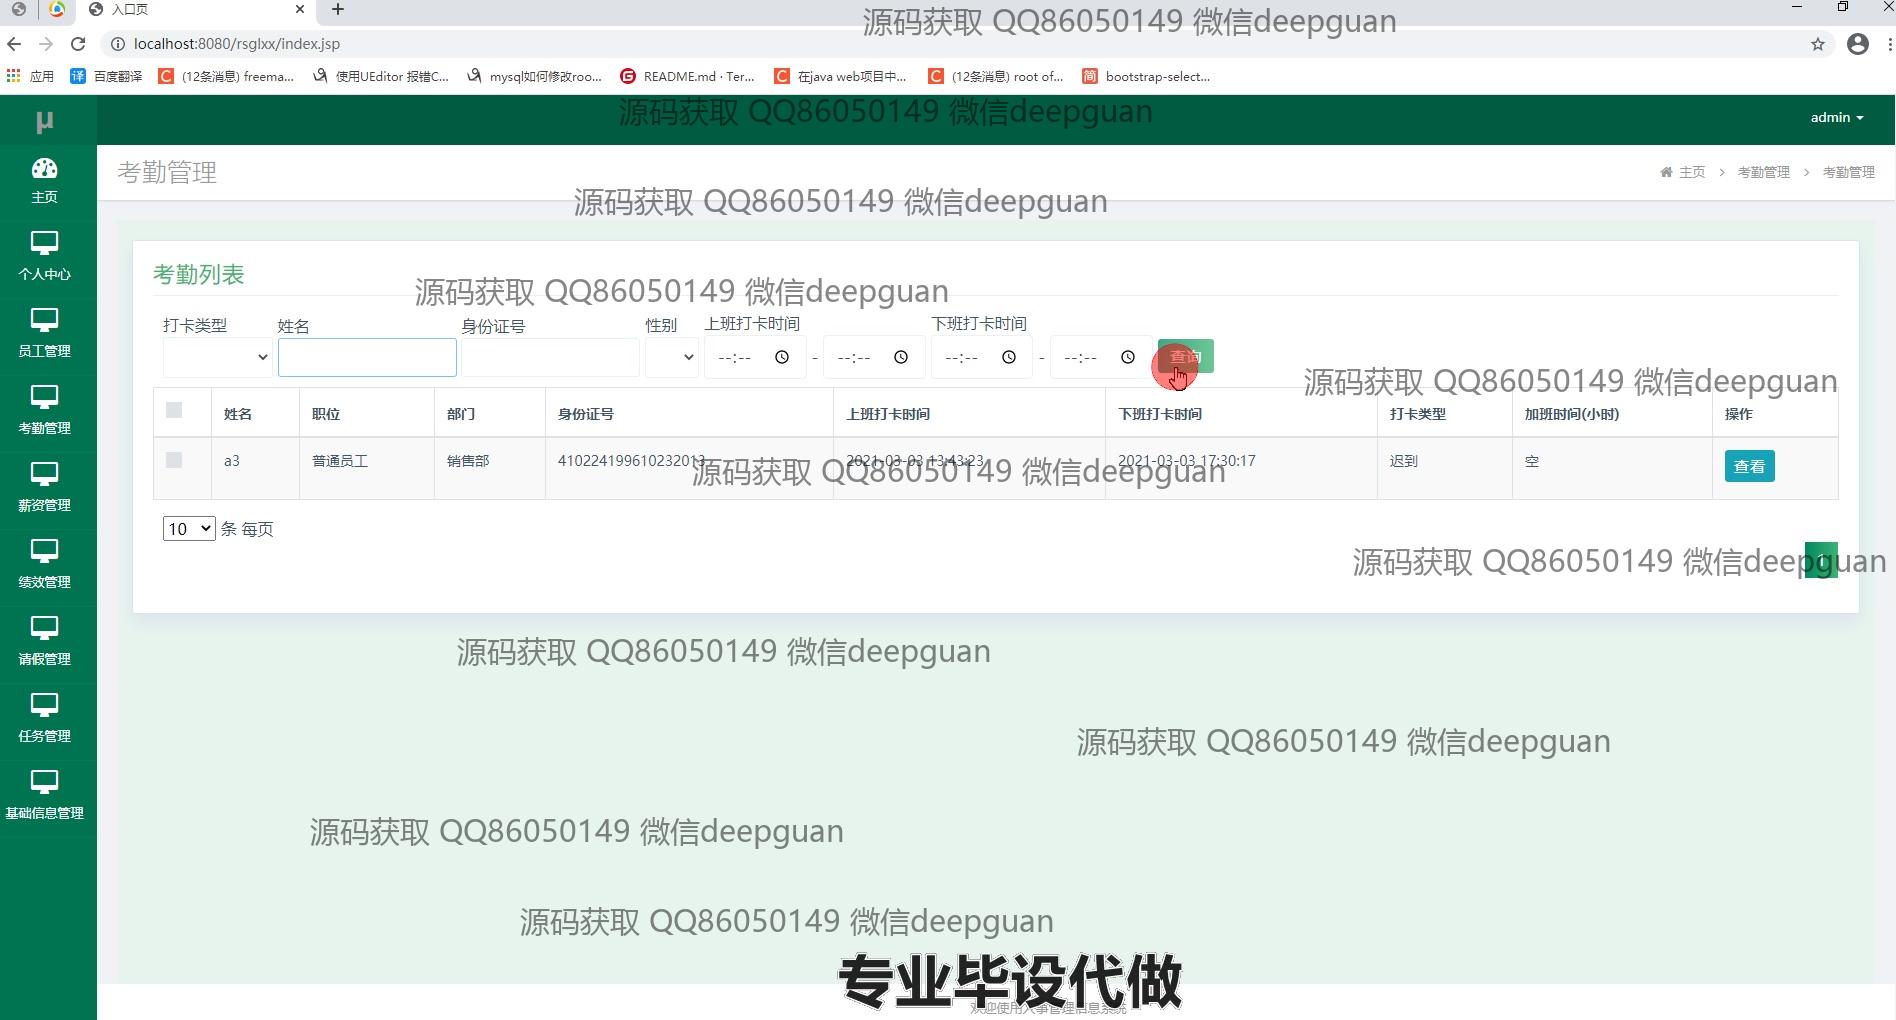 入口页
源码获取 QQ86050149 微信deepguan
localhost:8080/rsglxx/index.jsp
应用 百度翻译 (12条消息) freema... 使用UEditor 报错C... mysql如何修改roo... README.md · Ter... 在java web项目中... (12条消息) root of... bootstrap-select...
源码获取 QQ86050149 微信deepguan
µ
admin
主页
个人中心
员工管理
考勤管理
薪资管理
绩效管理
请假管理
任务管理
基础信息管理
考勤管理
主页 > 考勤管理 > 考勤管理
源码获取 QQ86050149 微信deepguan
考勤列表
源码获取 QQ86050149 微信deepguan
打卡类型 姓名 身份证号 性别 上班打卡时间 下班打卡时间
--:-- - --:-- --:-- - --:-- 查询
源码获取 QQ86050149 微信deepguan
姓名 职位 部门 身份证号 上班打卡时间 下班打卡时间 打卡类型 加班时间(小时) 操作
a3 普通员工 销售部 410224199610232013 2021-03-03 13:43:23 2021-03-03 17:30:17 迟到 空 查看
源码获取 QQ86050149 微信deepguan
10 条 每页
1
源码获取 QQ86050149 微信deepguan
源码获取 QQ86050149 微信deepguan
源码获取 QQ86050149 微信deepguan
源码获取 QQ86050149 微信deepguan
源码获取 QQ86050149 微信deepguan
专业毕设代做
欢迎使用人事管理信息系统